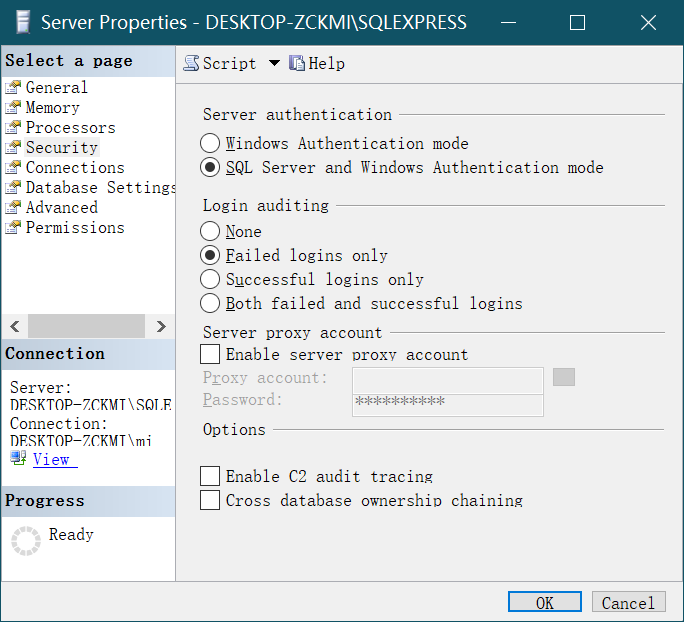 Server Properties - DESKTOP-ZCKMI\SQLEXPRESS
Select a page
General
Memory
Processors
Security
Connections
Database Settings
Advanced
Permissions
Connection
Server:
DESKTOP-ZCKMI\SQLE
Connection:
DESKTOP-ZCKMI\mi
View
Progress
Ready
Script
Help
Server authentication
Windows Authentication mode
SQL Server and Windows Authentication mode
Login auditing
None
Failed logins only
Successful logins only
Both failed and successful logins
Server proxy account
Enable server proxy account
Proxy account:
Password:
**********
Options
Enable C2 audit tracing
Cross database ownership chaining
OK
Cancel